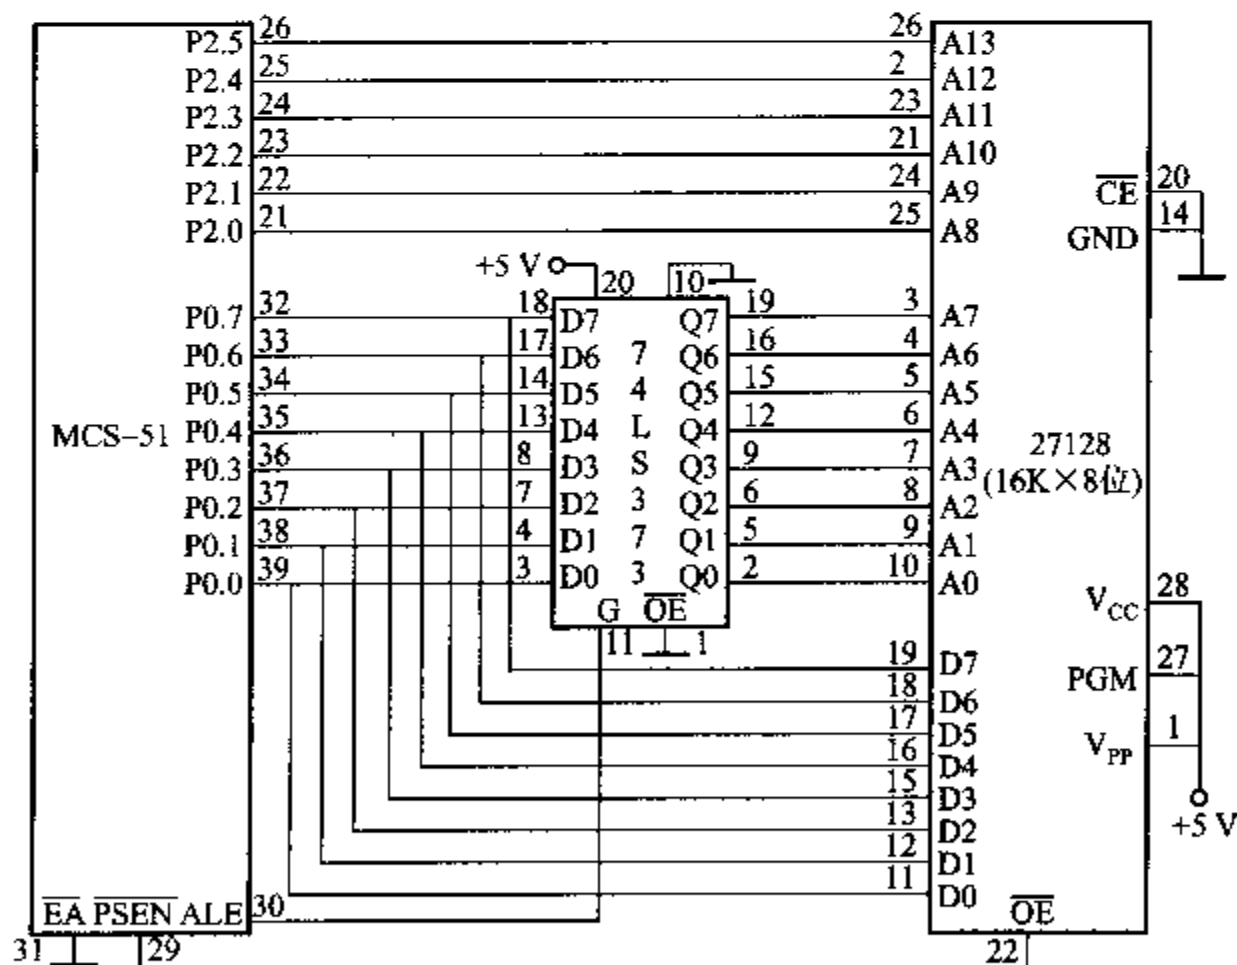 P2.5 26 26 A13
P2.4 25 2 A12
P2.3 24 23 A11
P2.2 23 21 A10
P2.1 22 24 A9
P2.0 21 25 A8
CE 20
GND 14
+5 V 20 10
P0.7 32 18 D7 Q7 19 3 A7
P0.6 33 17 D6 7 Q6 16 4 A6
P0.5 34 14 D5 4 Q5 15 5 A5
MCS-51 P0.4 35 13 D4 L Q4 12 6 A4
P0.3 36 8 D3 S Q3 9 7 A3
P0.2 37 7 D2 3 Q2 6 8 A2
P0.1 38 4 D1 7 Q1 5 9 A1
P0.0 39 3 D0 3 Q0 2 10 A0
27128
(16K×8位)
G OE
11 1
VCC 28
PGM 27
VPP 1
+5 V
19 D7
18 D6
17 D5
16 D4
15 D3
13 D2
12 D1
11 D0
EA PSEN ALE 30
31 29
OE
22